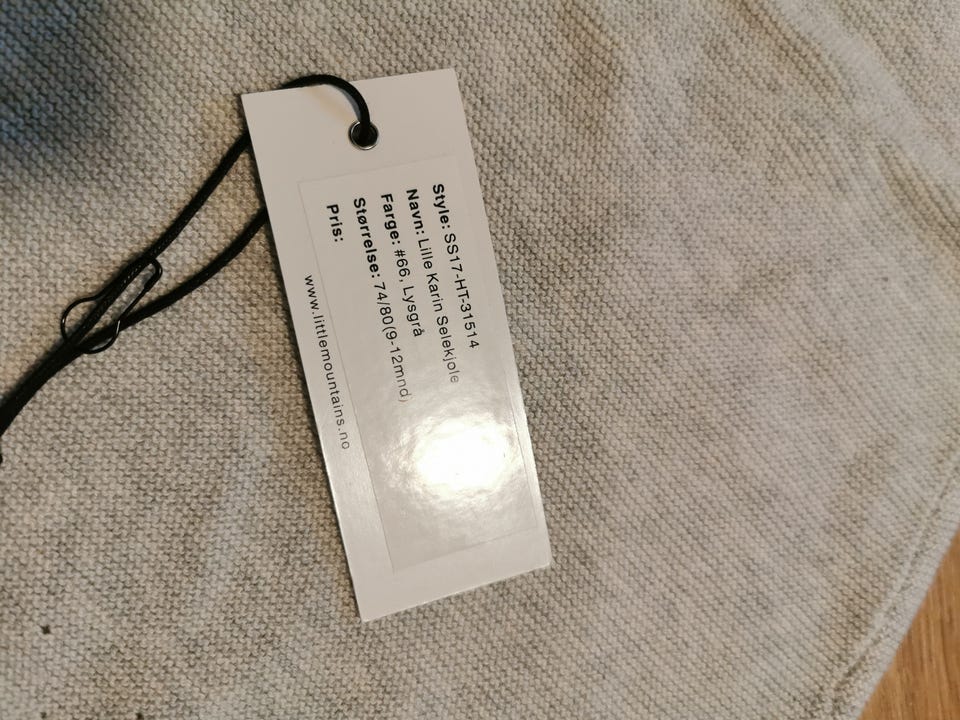 Style: SS17-HT-31514
Navn: Lille Karin Selekjole
Farge: #66, Lysgrå
Størrelse: 74/80(9-12mnd)
Pris:
www.littlemountains.no